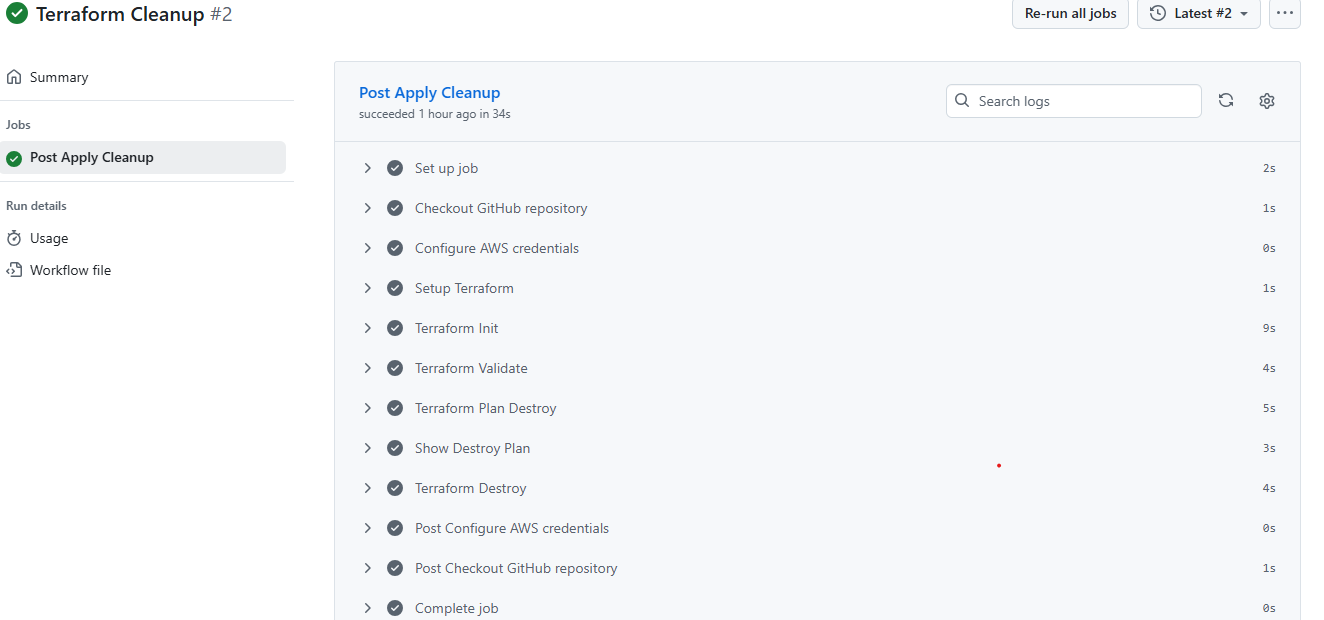 Terraform Cleanup #2
Re-run all jobs
Latest #2
Summary
Jobs
Post Apply Cleanup
Run details
Usage
Workflow file
Post Apply Cleanup
succeeded 1 hour ago in 34s
Search logs
Set up job 2s
Checkout GitHub repository 1s
Configure AWS credentials 0s
Setup Terraform 1s
Terraform Init 9s
Terraform Validate 4s
Terraform Plan Destroy 5s
Show Destroy Plan 3s
Terraform Destroy 4s
Post Configure AWS credentials 0s
Post Checkout GitHub repository 1s
Complete job 0s